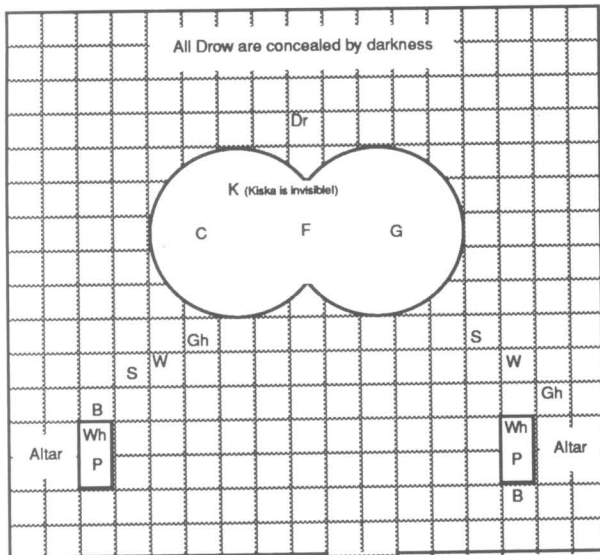 All Drow are concealed by darkness
Dr
K (Kiska is invisible!)
C F G
Gh S
S W W
B Gh
Wh Wh
Altar P P Altar
B